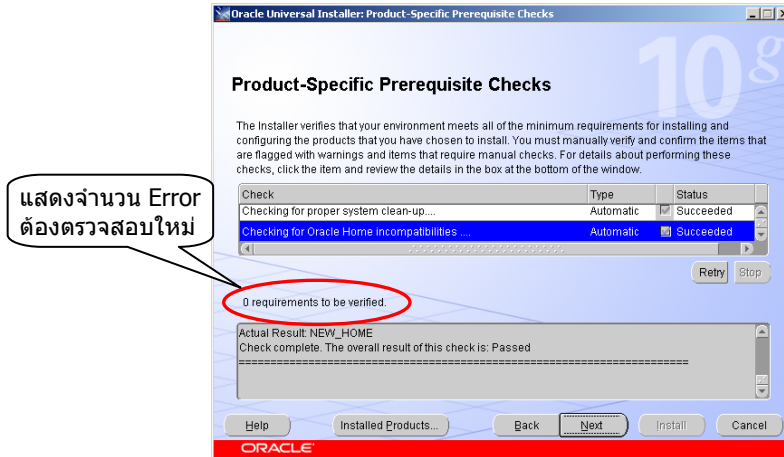 Oracle Universal Installer: Product-Specific Prerequisite Checks
10g
Product-Specific Prerequisite Checks
The Installer verifies that your environment meets all of the minimum requirements for installing and
configuring the products that you have chosen to install. You must manually verify and confirm the items that
are flagged with warnings and items that require manual checks. For details about performing these
checks, click the item and review the details in the box at the bottom of the window.
แสดงจำนวน Error
ต้องตรวจสอบใหม่
Check Type Status
Checking for proper system clean-up.... Automatic Succeeded
Checking for Oracle Home incompatibilities .... Automatic Succeeded
Retry Stop
0 requirements to be verified.
Actual Result: NEW_HOME
Check complete. The overall result of this check is: Passed
========================================================================
Help Installed Products... Back Next Install Cancel
ORACLE